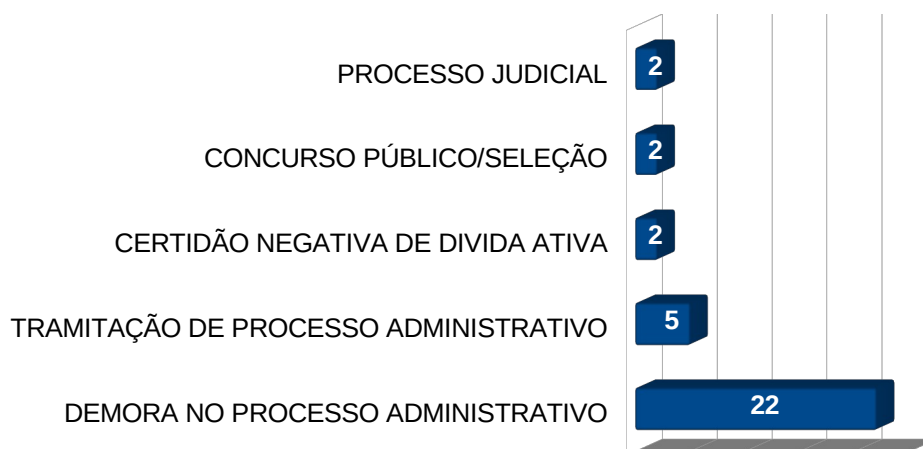 PROCESSO JUDICIAL 2
CONCURSO PÚBLICO/SELEÇÃO 2
CERTIDÃO NEGATIVA DE DIVIDA ATIVA 2
TRAMITAÇÃO DE PROCESSO ADMINISTRATIVO 5
DEMORA NO PROCESSO ADMINISTRATIVO 22